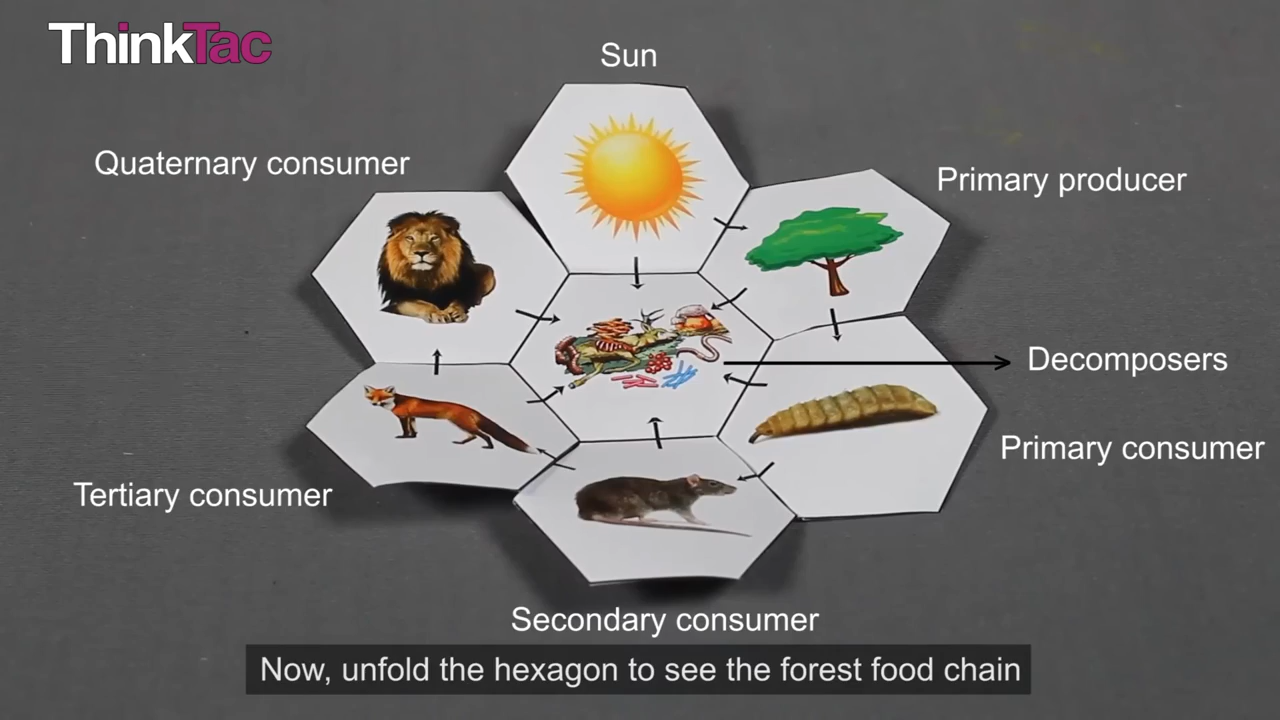 ThinkTac
Sun
Quaternary consumer
Primary producer
Decomposers
Primary consumer
Tertiary consumer
Secondary consumer
Now, unfold the hexagon to see the forest food chain